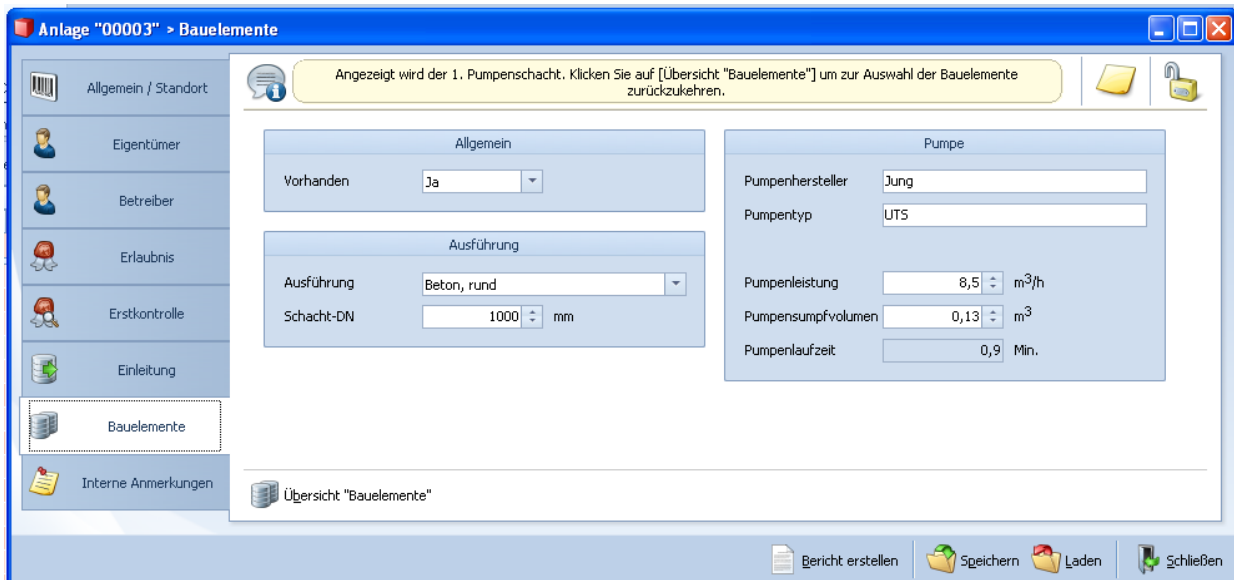 Anlage "00003" > Bauelemente
Allgemein / Standort
Eigentümer
Betreiber
Erlaubnis
Erstkontrolle
Einleitung
Bauelemente
Interne Anmerkungen
Angezeigt wird der 1. Pumpenschacht. Klicken Sie auf [Übersicht "Bauelemente"] um zur Auswahl der Bauelemente
zurückzukehren.
Allgemein
Vorhanden Ja
Ausführung
Ausführung Beton, rund
Schacht-DN 1000 mm
Pumpe
Pumpenhersteller Jung
Pumpentyp UTS
Pumpenleistung 8,5 m³/h
Pumpensumpfvolumen 0,13 m³
Pumpenlaufzeit 0,9 Min.
Übersicht "Bauelemente"
Bericht erstellen Speichern Laden Schließen